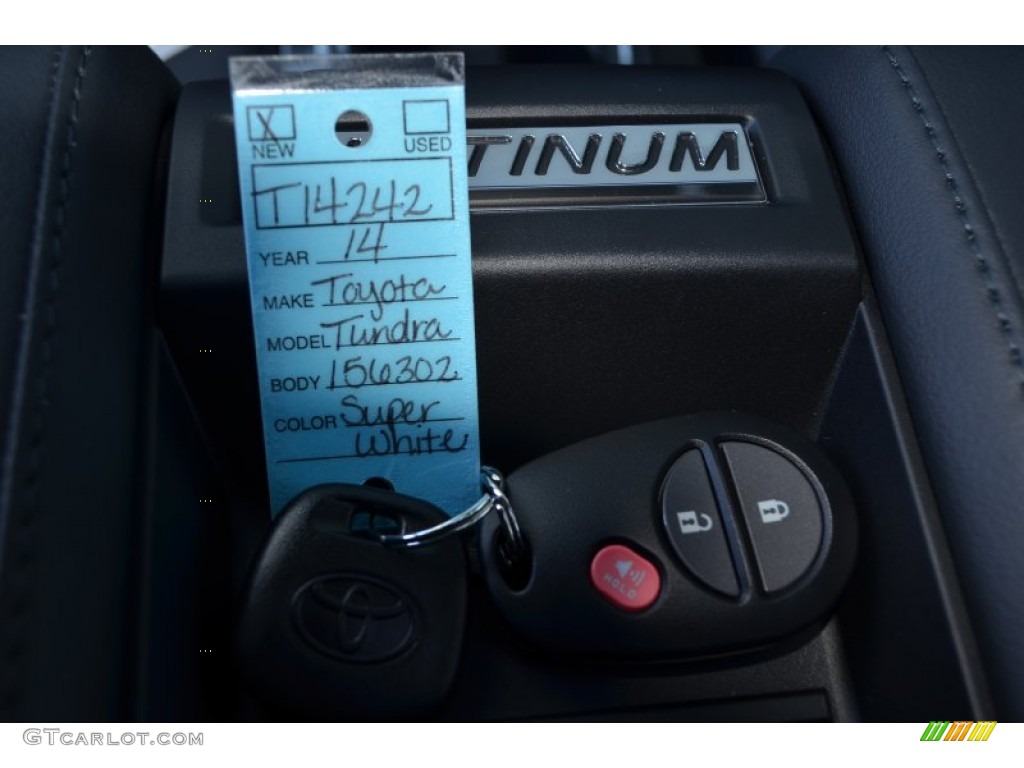 X
NEW
USED
TINUM
T14242
YEAR 14
MAKE Toyota
MODEL Tundra
BODY 156302
COLOR Super
White
HOLD
GTCARLOT.COM